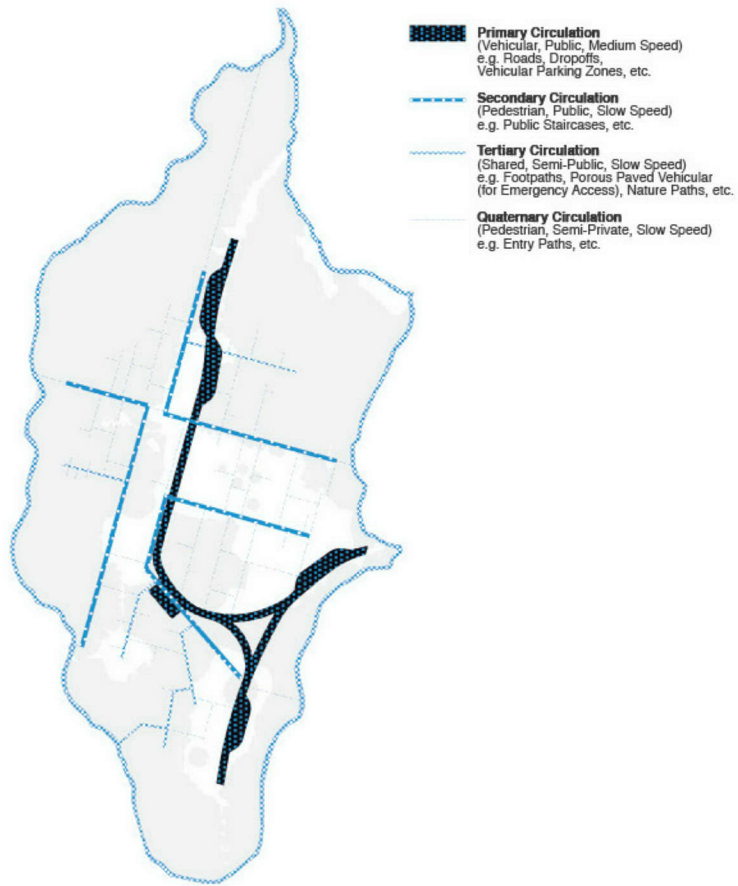 Primary Circulation
(Vehicular, Public, Medium Speed)
e.g. Roads, Dropoffs,
Vehicular Parking Zones, etc.
Secondary Circulation
(Pedestrian, Public, Slow Speed)
e.g. Public Staircases, etc.
Tertiary Circulation
(Shared, Semi-Public, Slow Speed)
e.g. Footpaths, Porous Paved Vehicular
(for Emergency Access), Nature Paths, etc.
Quaternary Circulation
(Pedestrian, Semi-Private, Slow Speed)
e.g. Entry Paths, etc.